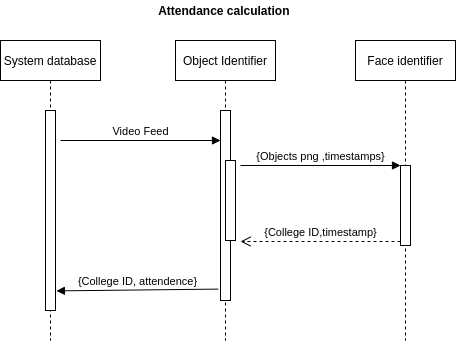 Attendance calculation
System database
Object Identifier
Face identifier
Video Feed
{Objects png ,timestamps}
{College ID,timestamp}
{College ID, attendence}